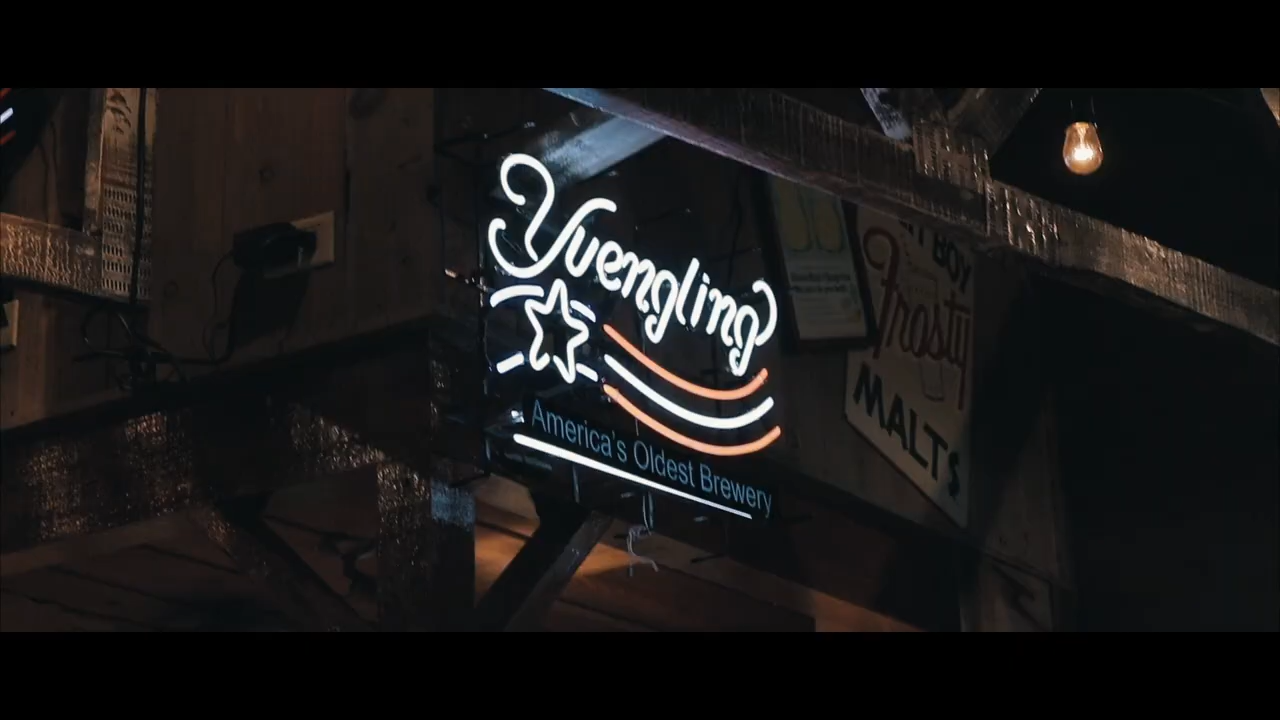 Yuengling
America's Oldest Brewery
BOY
Frosty
MALTS